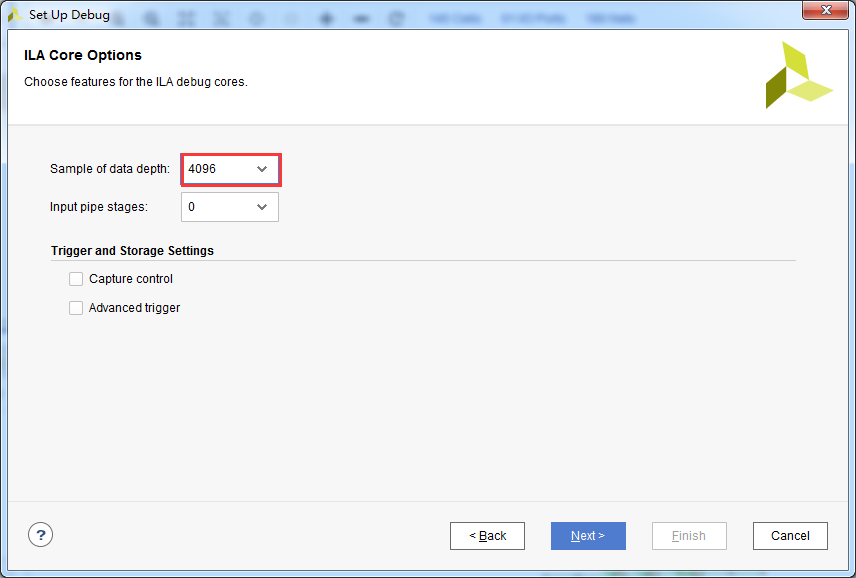 Set Up Debug
ILA Core Options
Choose features for the ILA debug cores.
Sample of data depth: 4096
Input pipe stages: 0
Trigger and Storage Settings
Capture control
Advanced trigger
? < Back Next > Finish Cancel